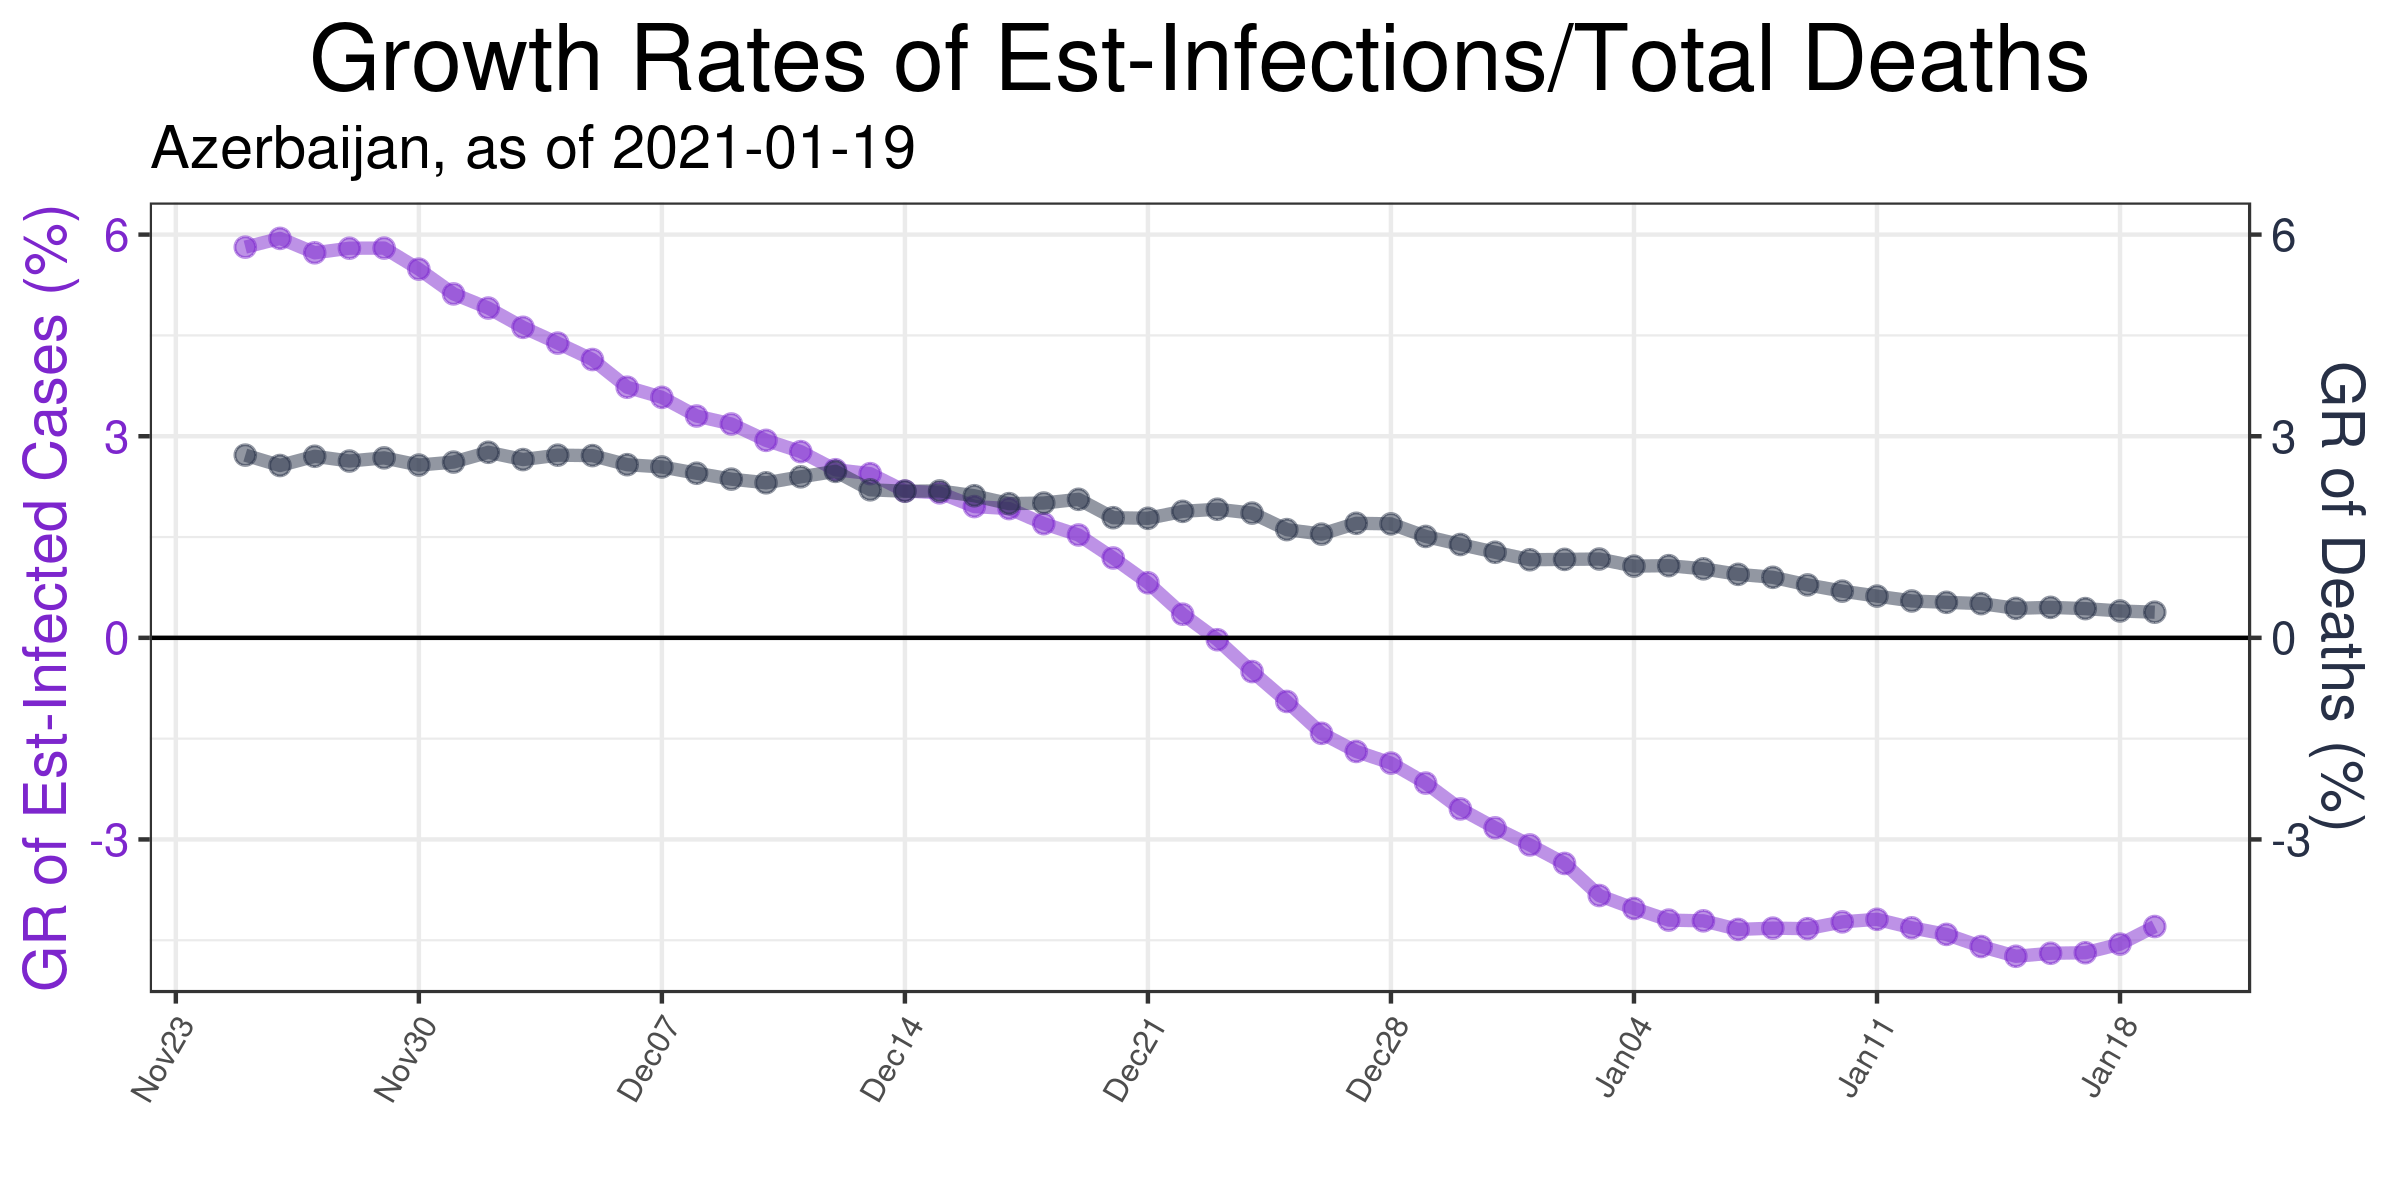 Growth Rates of Est-Infections/Total Deaths
Azerbaijan, as of 2021-01-19
GR of Est-Infected Cases (%)
6
3
0
-3
6
3
0
-3
GR of Deaths (%)
Nov23
Nov30
Dec07
Dec14
Dec21
Dec28
Jan04
Jan11
Jan18